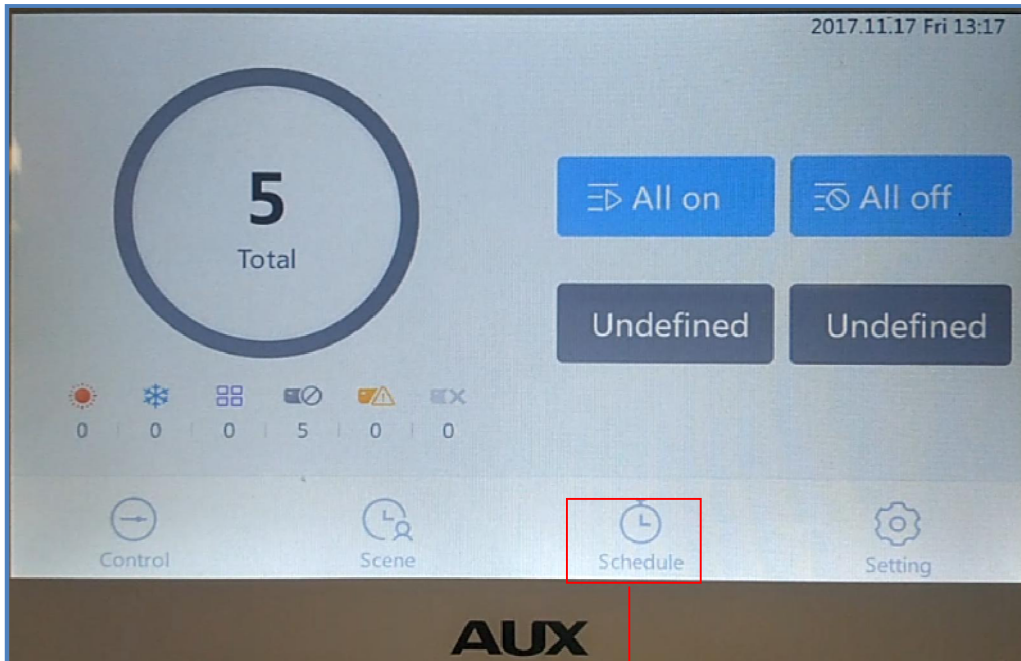 2017.11.17 Fri 13:17
5
Total
All on
All off
Undefined
Undefined
0 0 0 5 0 0
Control
Scene
Schedule
Setting
AUX